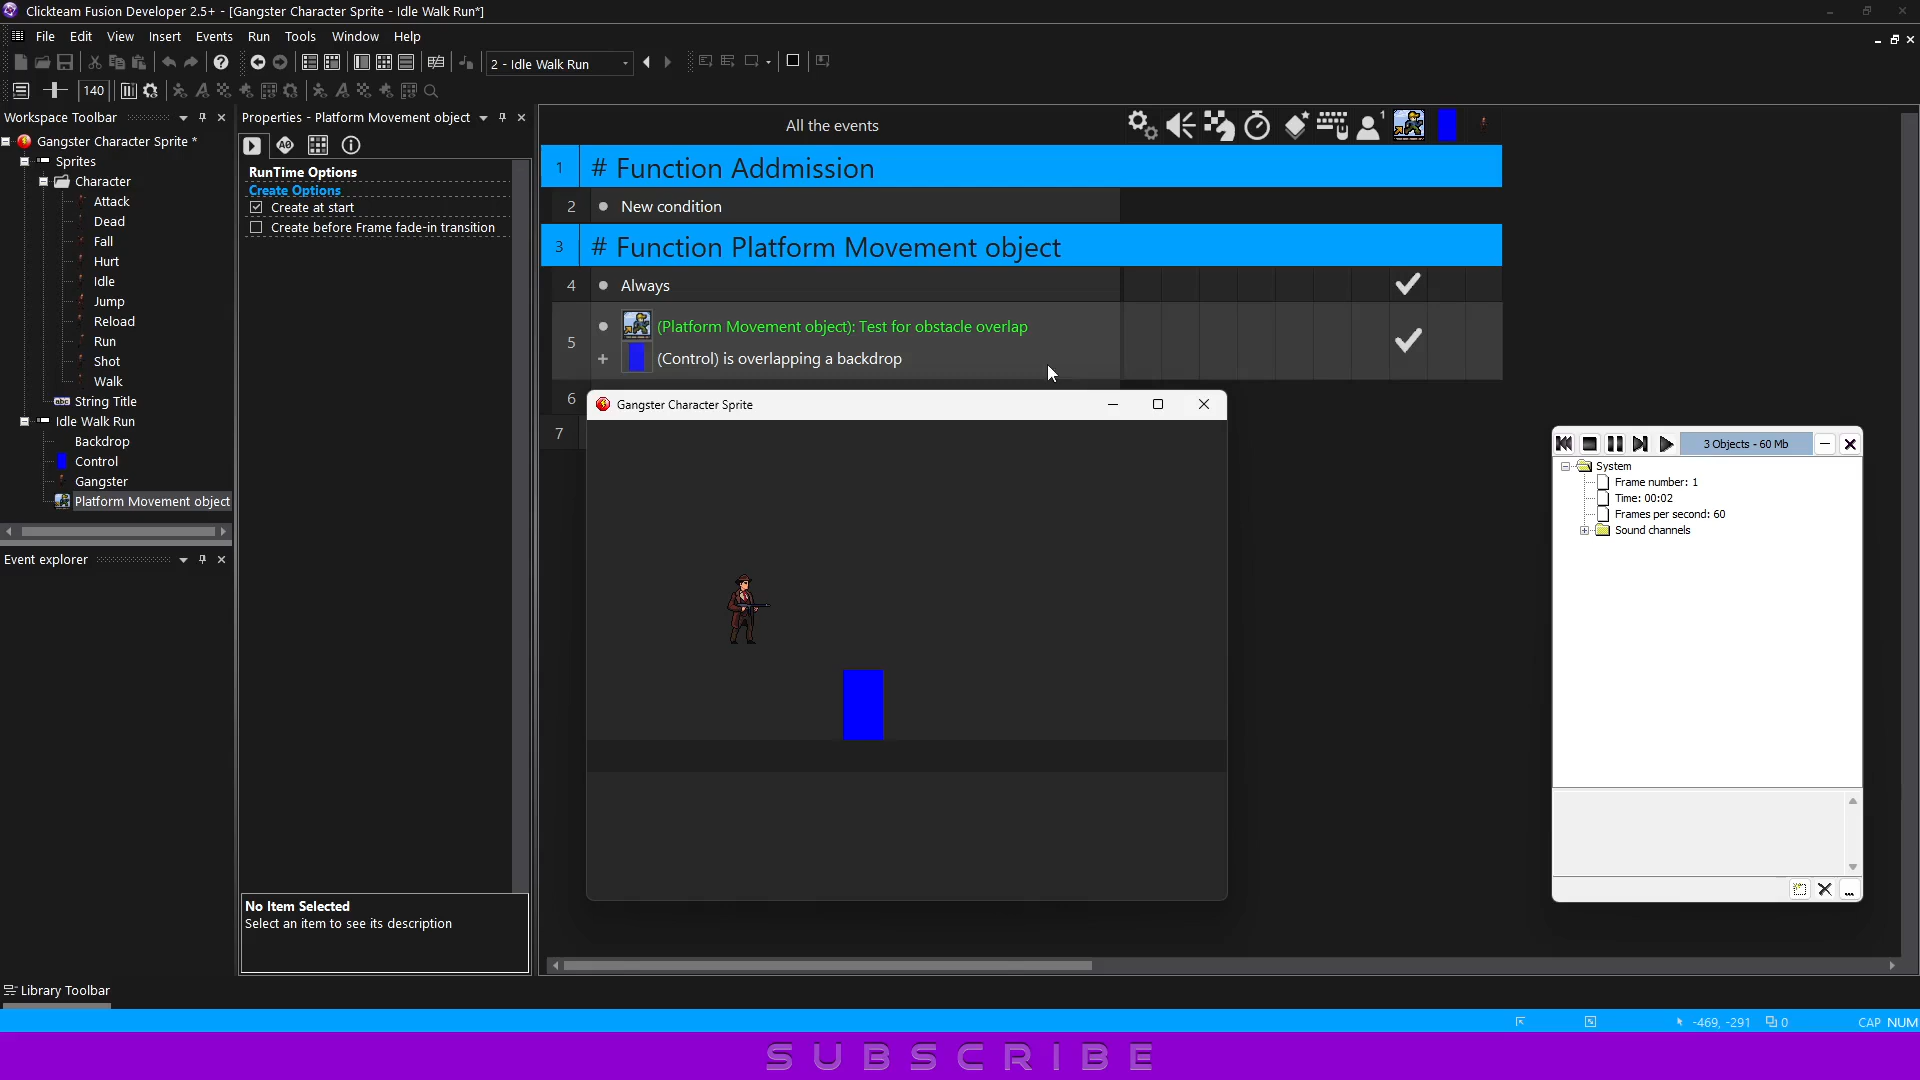 Clickteam Fusion Developer 2.5+ - [Gangster Character Sprite - Idle Walk Run*]
File Edit View Insert Events Run Tools Window Help
2 - Idle Walk Run
140
Workspace Toolbar
Properties - Platform Movement object
All the events
Gangster Character Sprite *
Sprites
Character
Attack
Dead
Fall
Hurt
Idle
Jump
Reload
Run
Shot
Walk
String Title
Idle Walk Run
Backdrop
Control
Gangster
Platform Movement object
Event explorer
RunTime Options
Create Options
Create at start
Create before Frame fade-in transition
No Item Selected
Select an item to see its description
1 # Function Addmission
2 New condition
3 # Function Platform Movement object
4 Always
5 (Platform Movement object): Test for obstacle overlap
+ (Control) is overlapping a backdrop
6
7
Gangster Character Sprite
3 Objects - 60 Mb
System
Frame number: 1
Time: 00:02
Frames per second: 60
Sound channels
Library Toolbar
-469, -291
0
CAP NUM
SUBSCRIBE